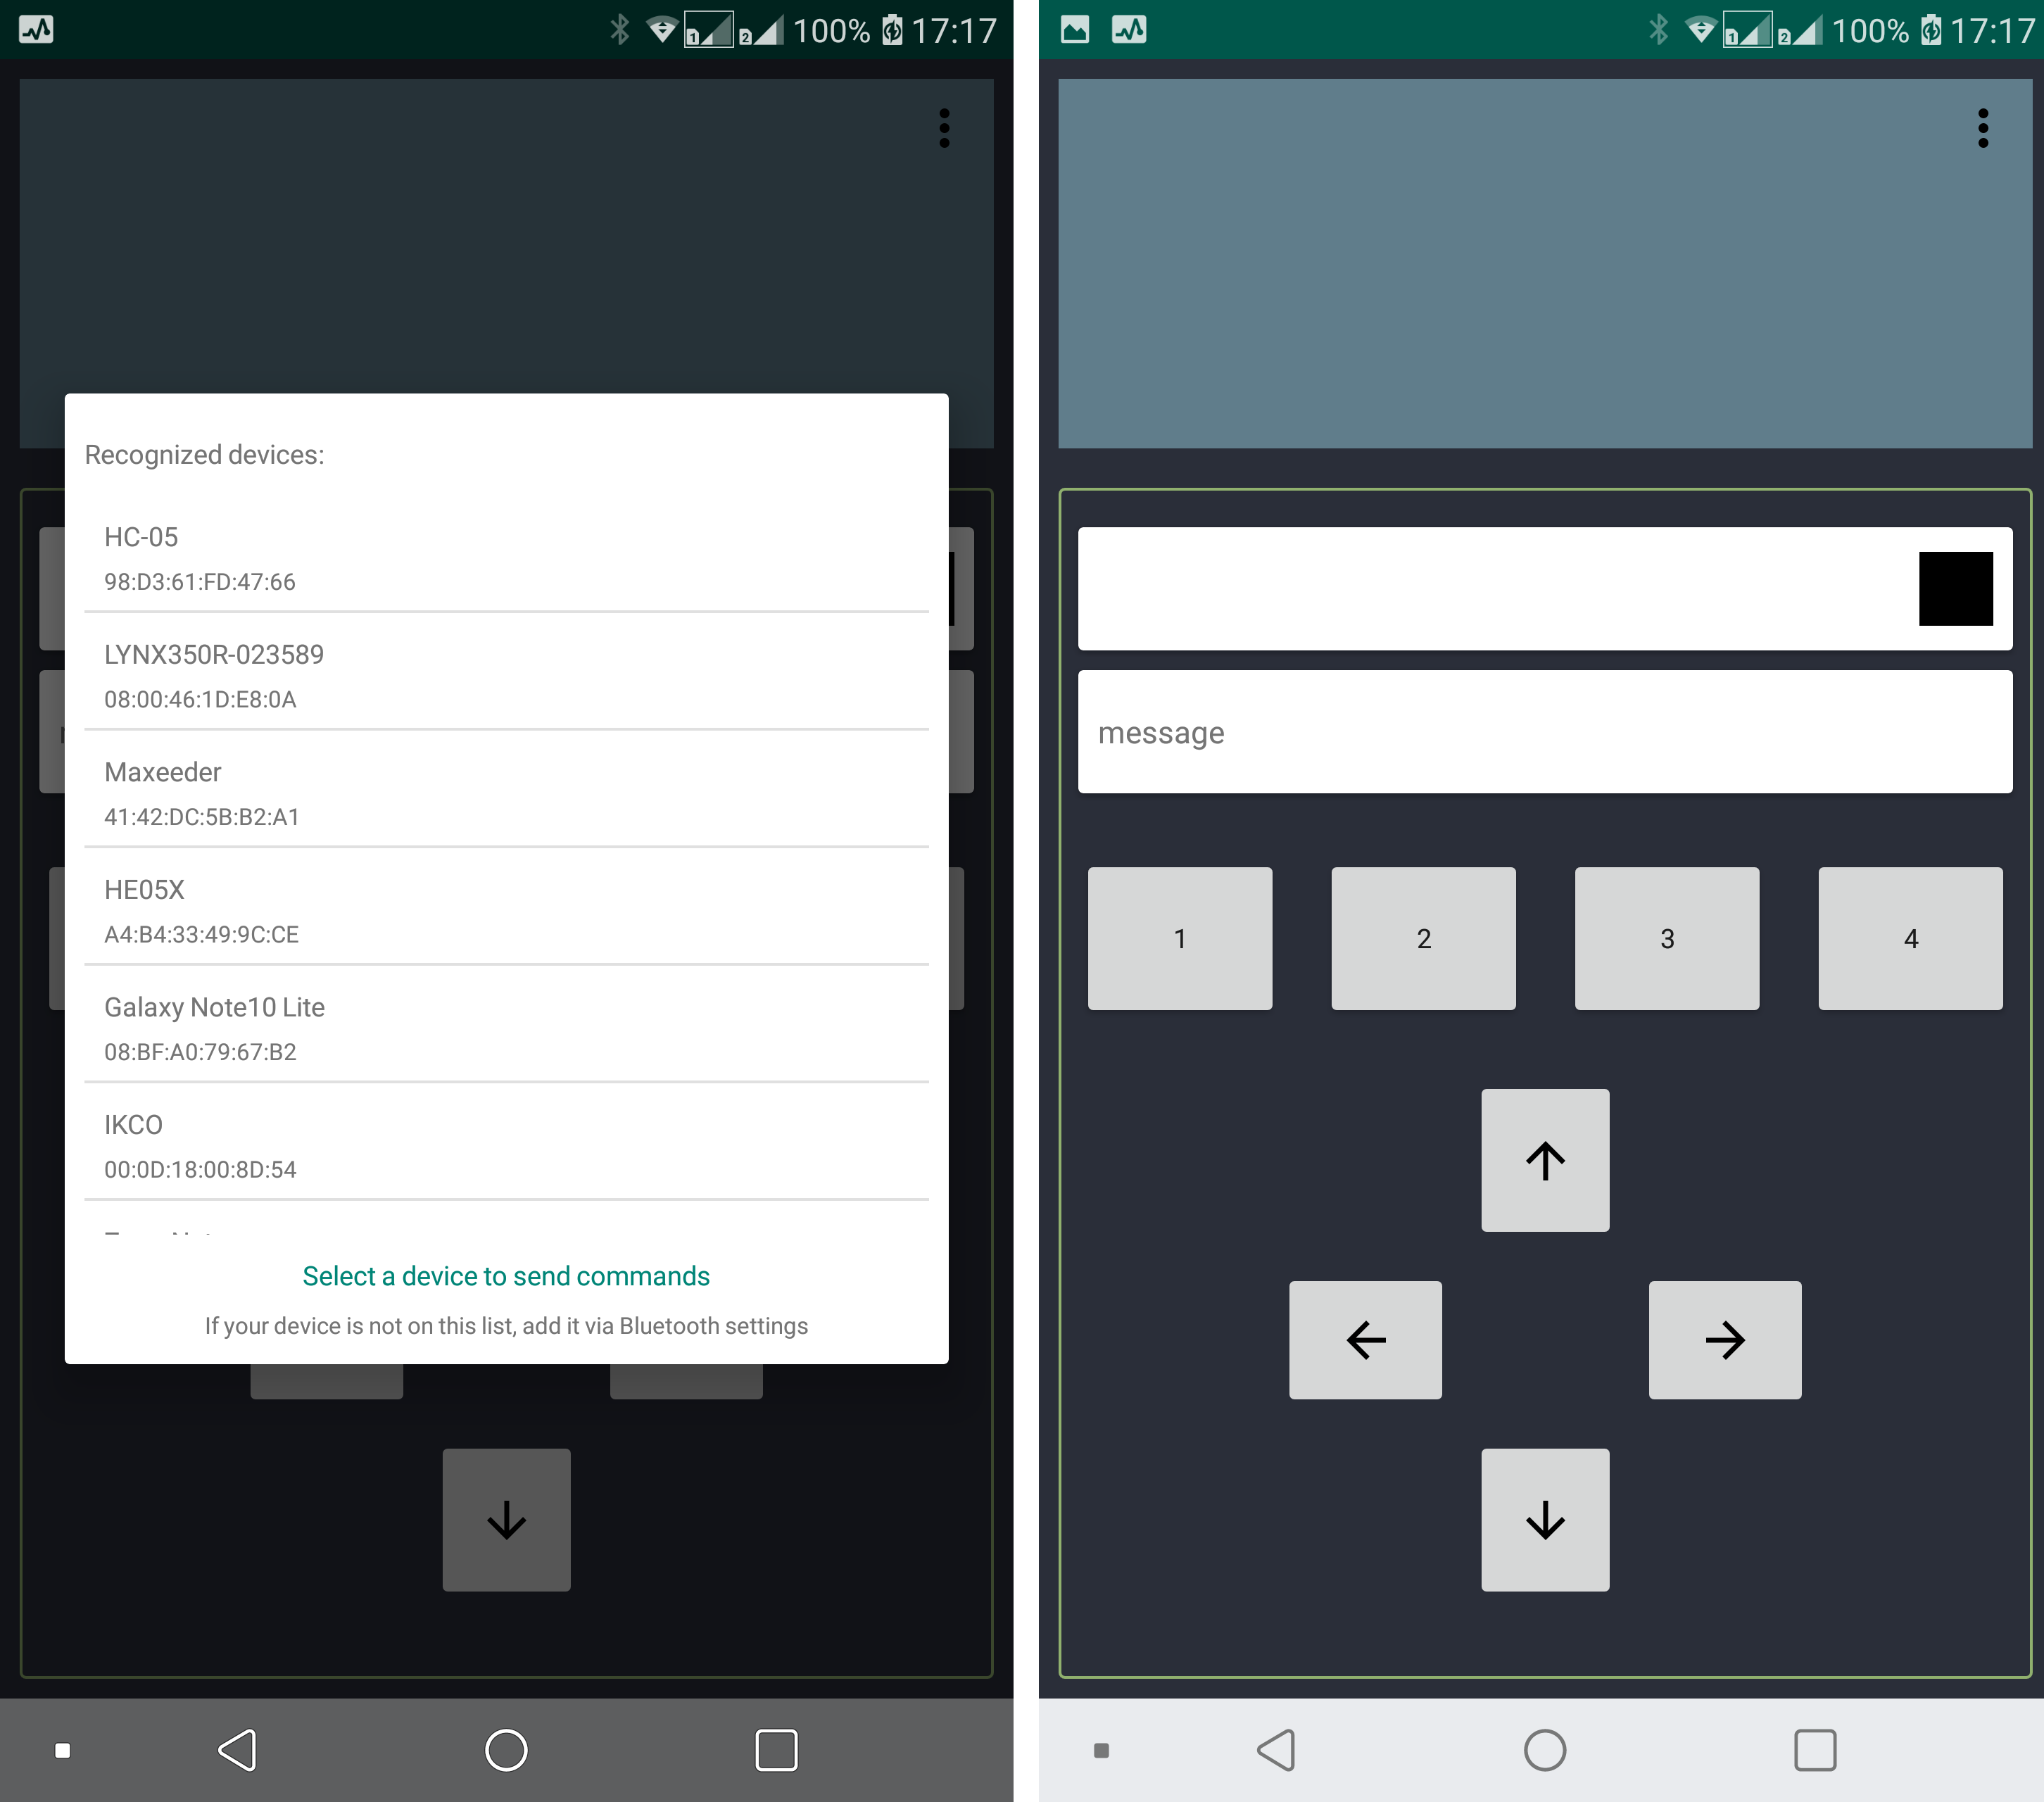 100% 17:17
Recognized devices:
HC-05
98:D3:61:FD:47:66
LYNX350R-023589
08:00:46:1D:E8:0A
Maxeeder
41:42:DC:5B:B2:A1
HE05X
A4:B4:33:49:9C:CE
Galaxy Note10 Lite
08:BF:A0:79:67:B2
IKCO
00:0D:18:00:8D:54
Select a device to send commands
If your device is not on this list, add it via Bluetooth settings
1 2 100% 17:17
message
1 2 3 4